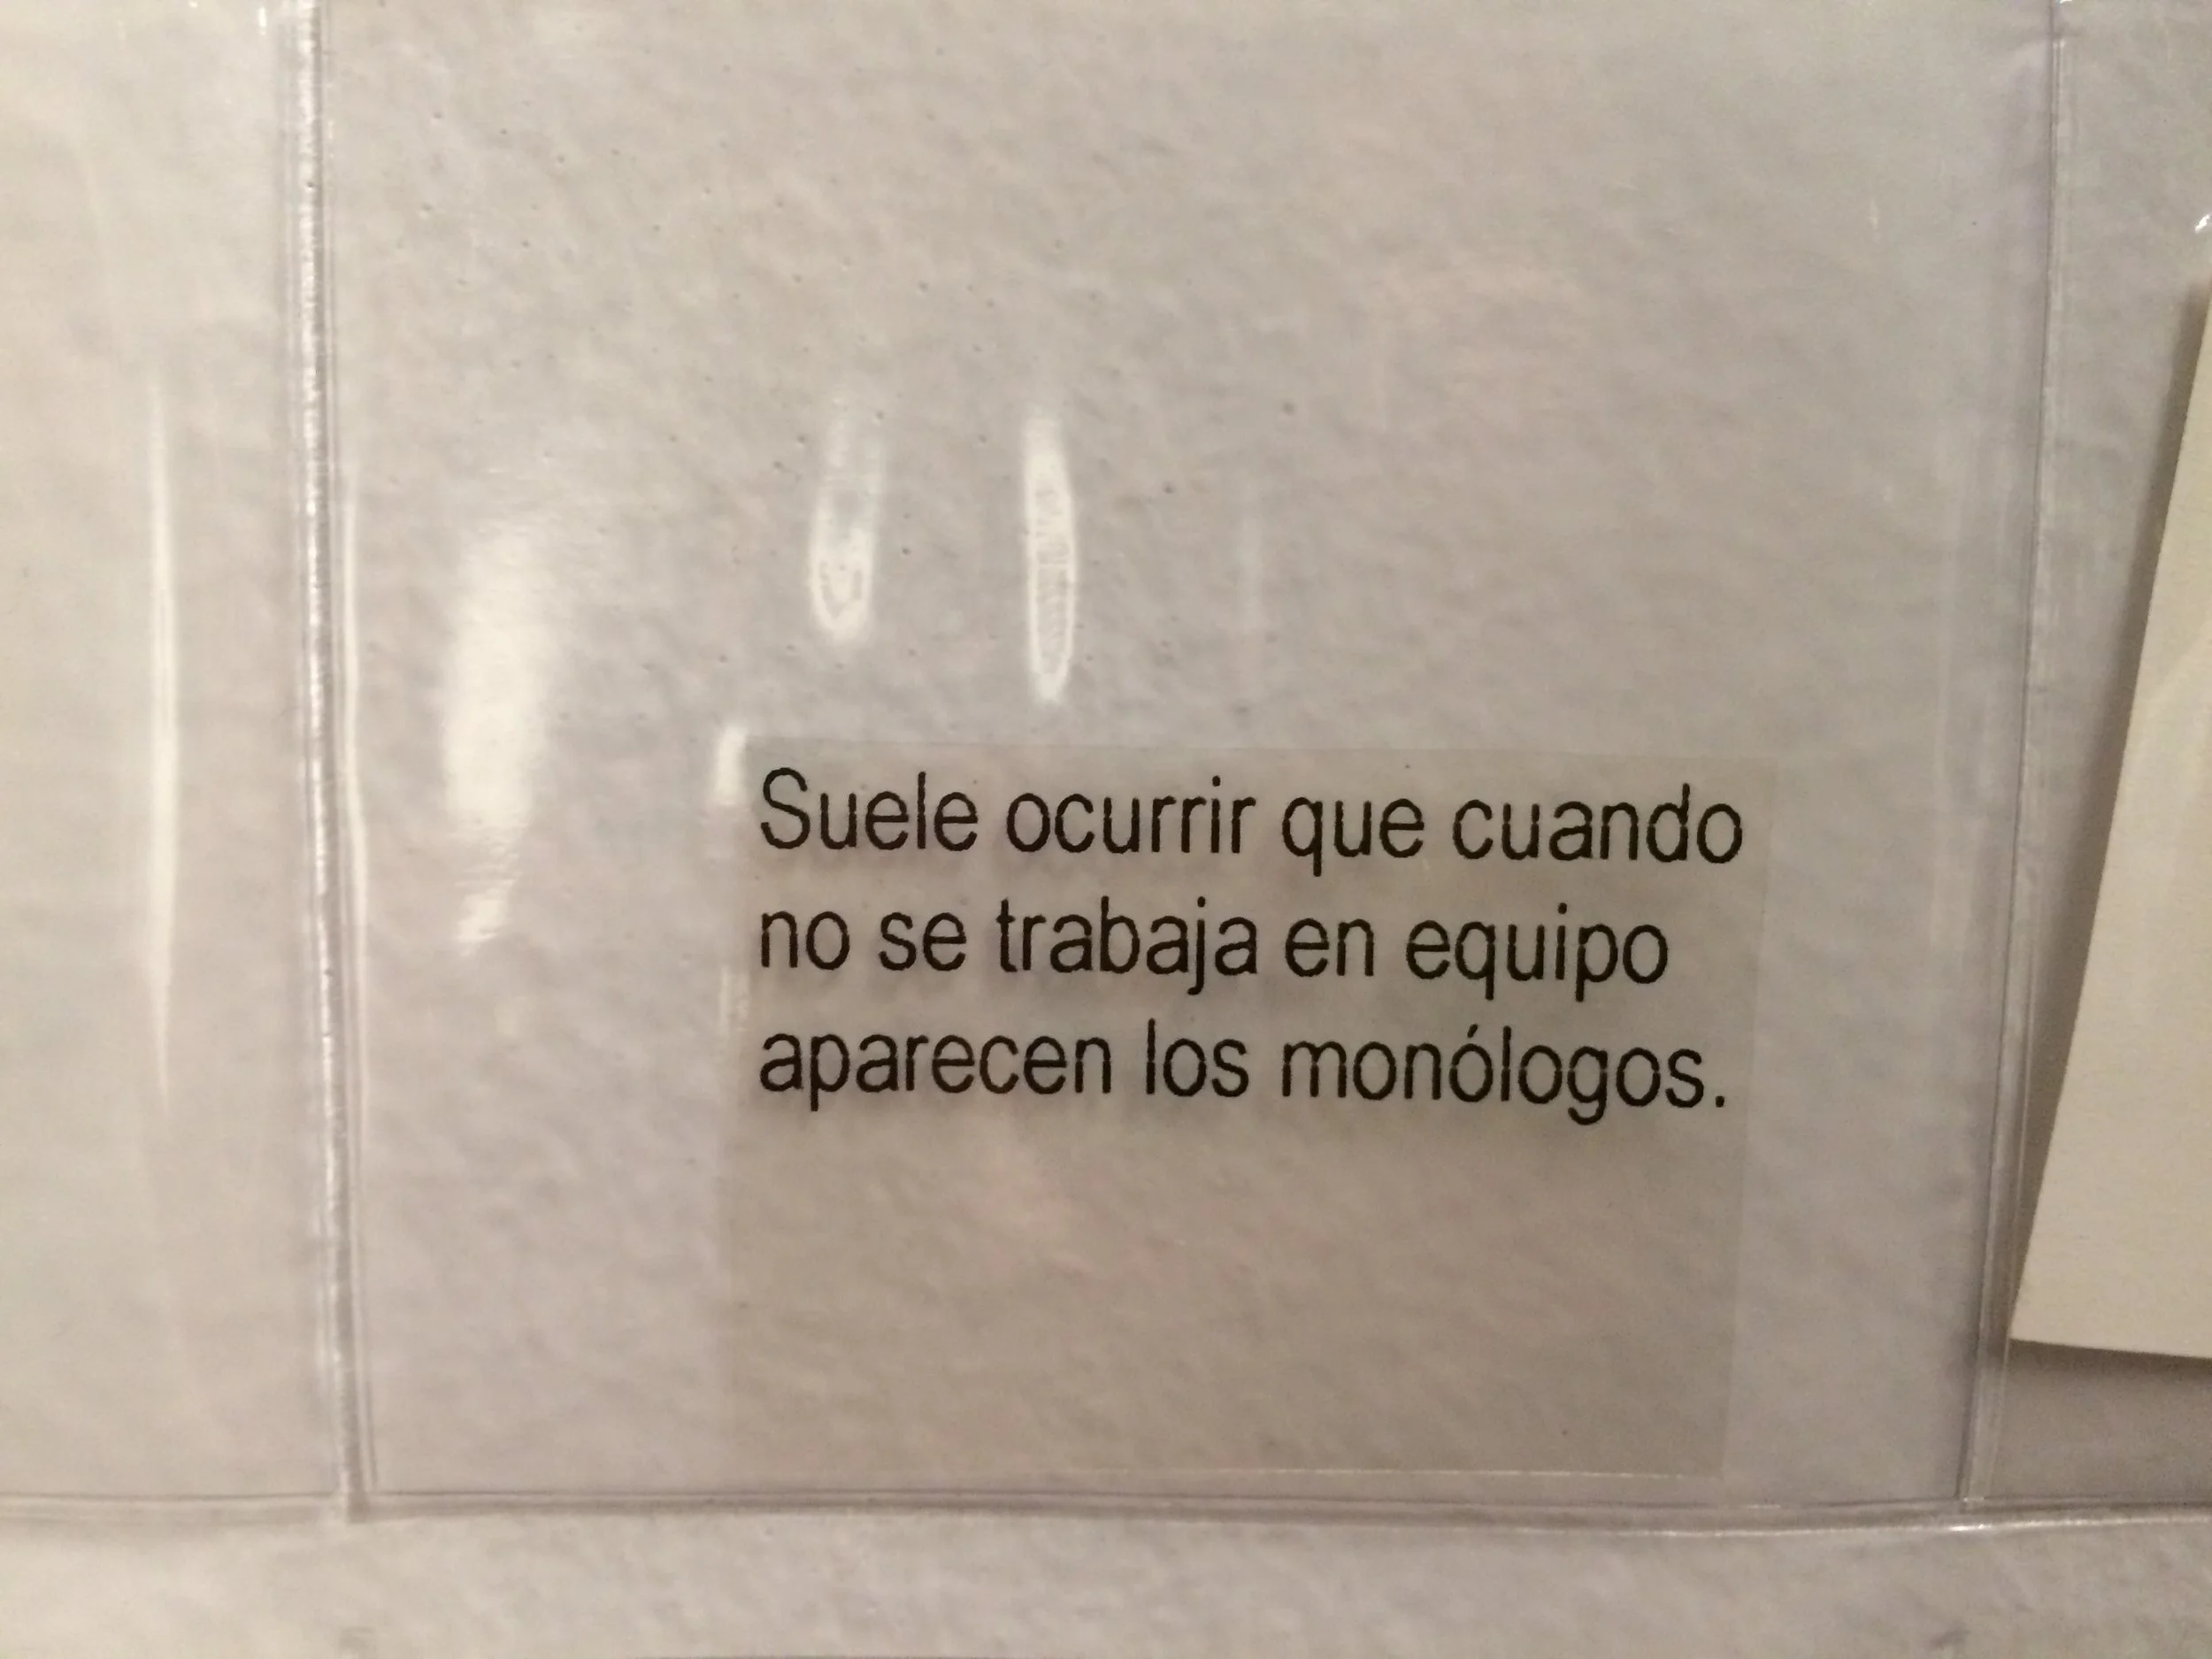 Suele ocurrir que cuando
no se trabaja en equipo
aparecen los monólogos.